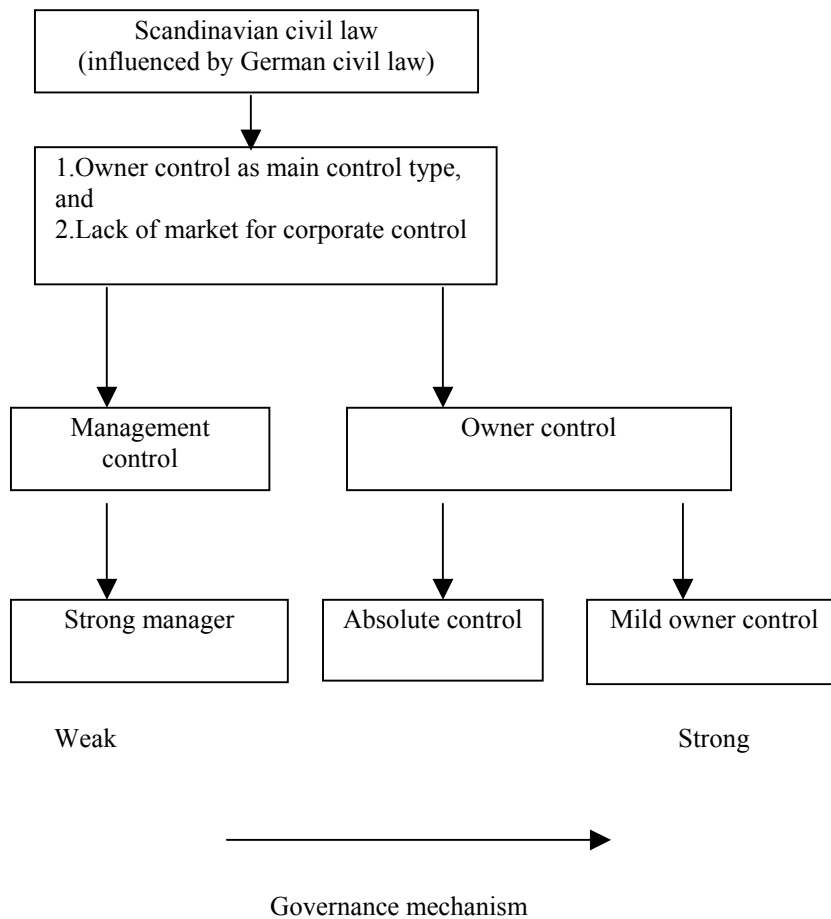 Scandinavian civil law
(influenced by German civil law)
1.Owner control as main control type,
and
2.Lack of market for corporate control
Management
control
Owner control
Strong manager
Absolute control
Mild owner control
Weak
Strong
Governance mechanism